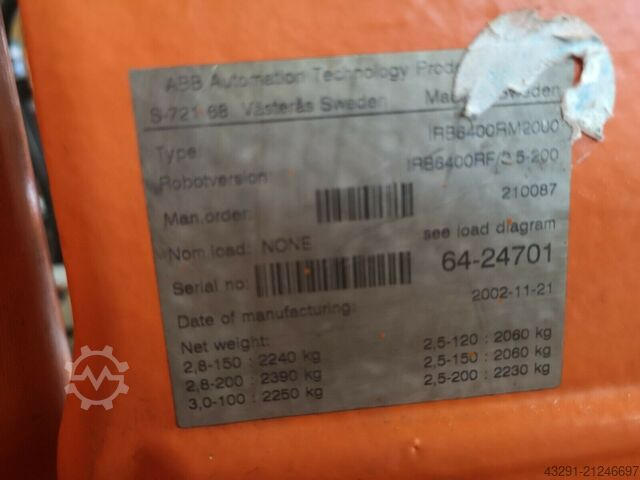 ABB Automation Technology
S-721 68 Västerås Sweden Sweden
Type: IRB6400RM2000
Robotversion: IRB6400RF/2.5-200
Man.order: 210087
Nom.load: NONE see load diagram
Serial no: 64-24701
Date of manufacturing: 2002-11-21
Net weight:
2,8-150 : 2240 kg 2,5-120 : 2060 kg
2,8-200 : 2390 kg 2,5-150 : 2060 kg
3,0-100 : 2250 kg 2,5-200 : 2230 kg
43291-21246697